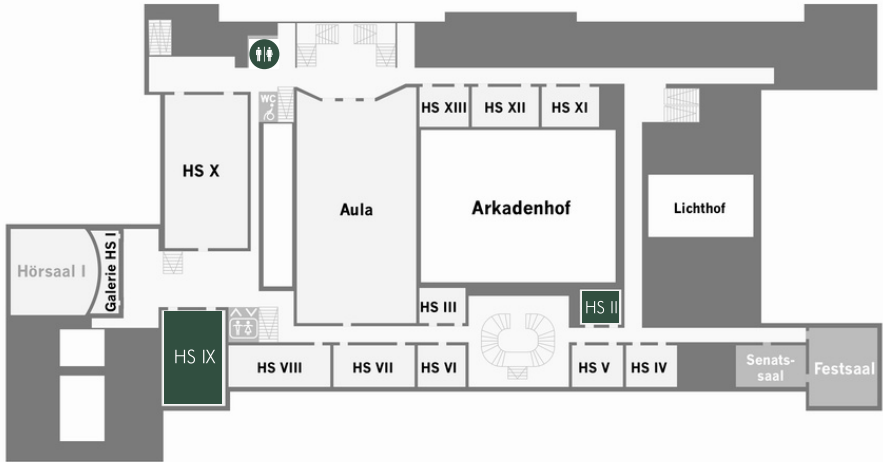 WC
HS XIII
HS XII
HS XI
HS X
Aula
Arkadenhof
Lichthof
Hörsaal I
Galerie HS I
HS III
HS II
HS IX
HS VIII
HS VII
HS VI
HS V
HS IV
Senats-
saal
Festsaal